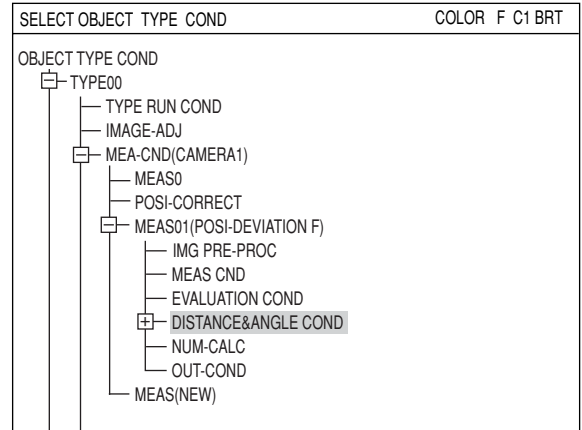 SELECT OBJECT TYPE COND COLOR F C1 BRT
OBJECT TYPE COND
TYPE00
TYPE RUN COND
IMAGE-ADJ
MEA-CND(CAMERA1)
MEAS0
POSI-CORRECT
MEAS01(POSI-DEVIATION F)
IMG PRE-PROC
MEAS CND
EVALUATION COND
DISTANCE&ANGLE COND
NUM-CALC
OUT-COND
MEAS(NEW)